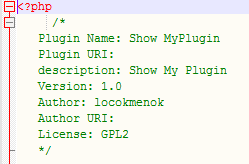 <?php
/*
Plugin Name: Show MyPlugin
Plugin URI:
description: Show My Plugin
Version: 1.0
Author: locokmenok
Author URI:
License: GPL2
*/